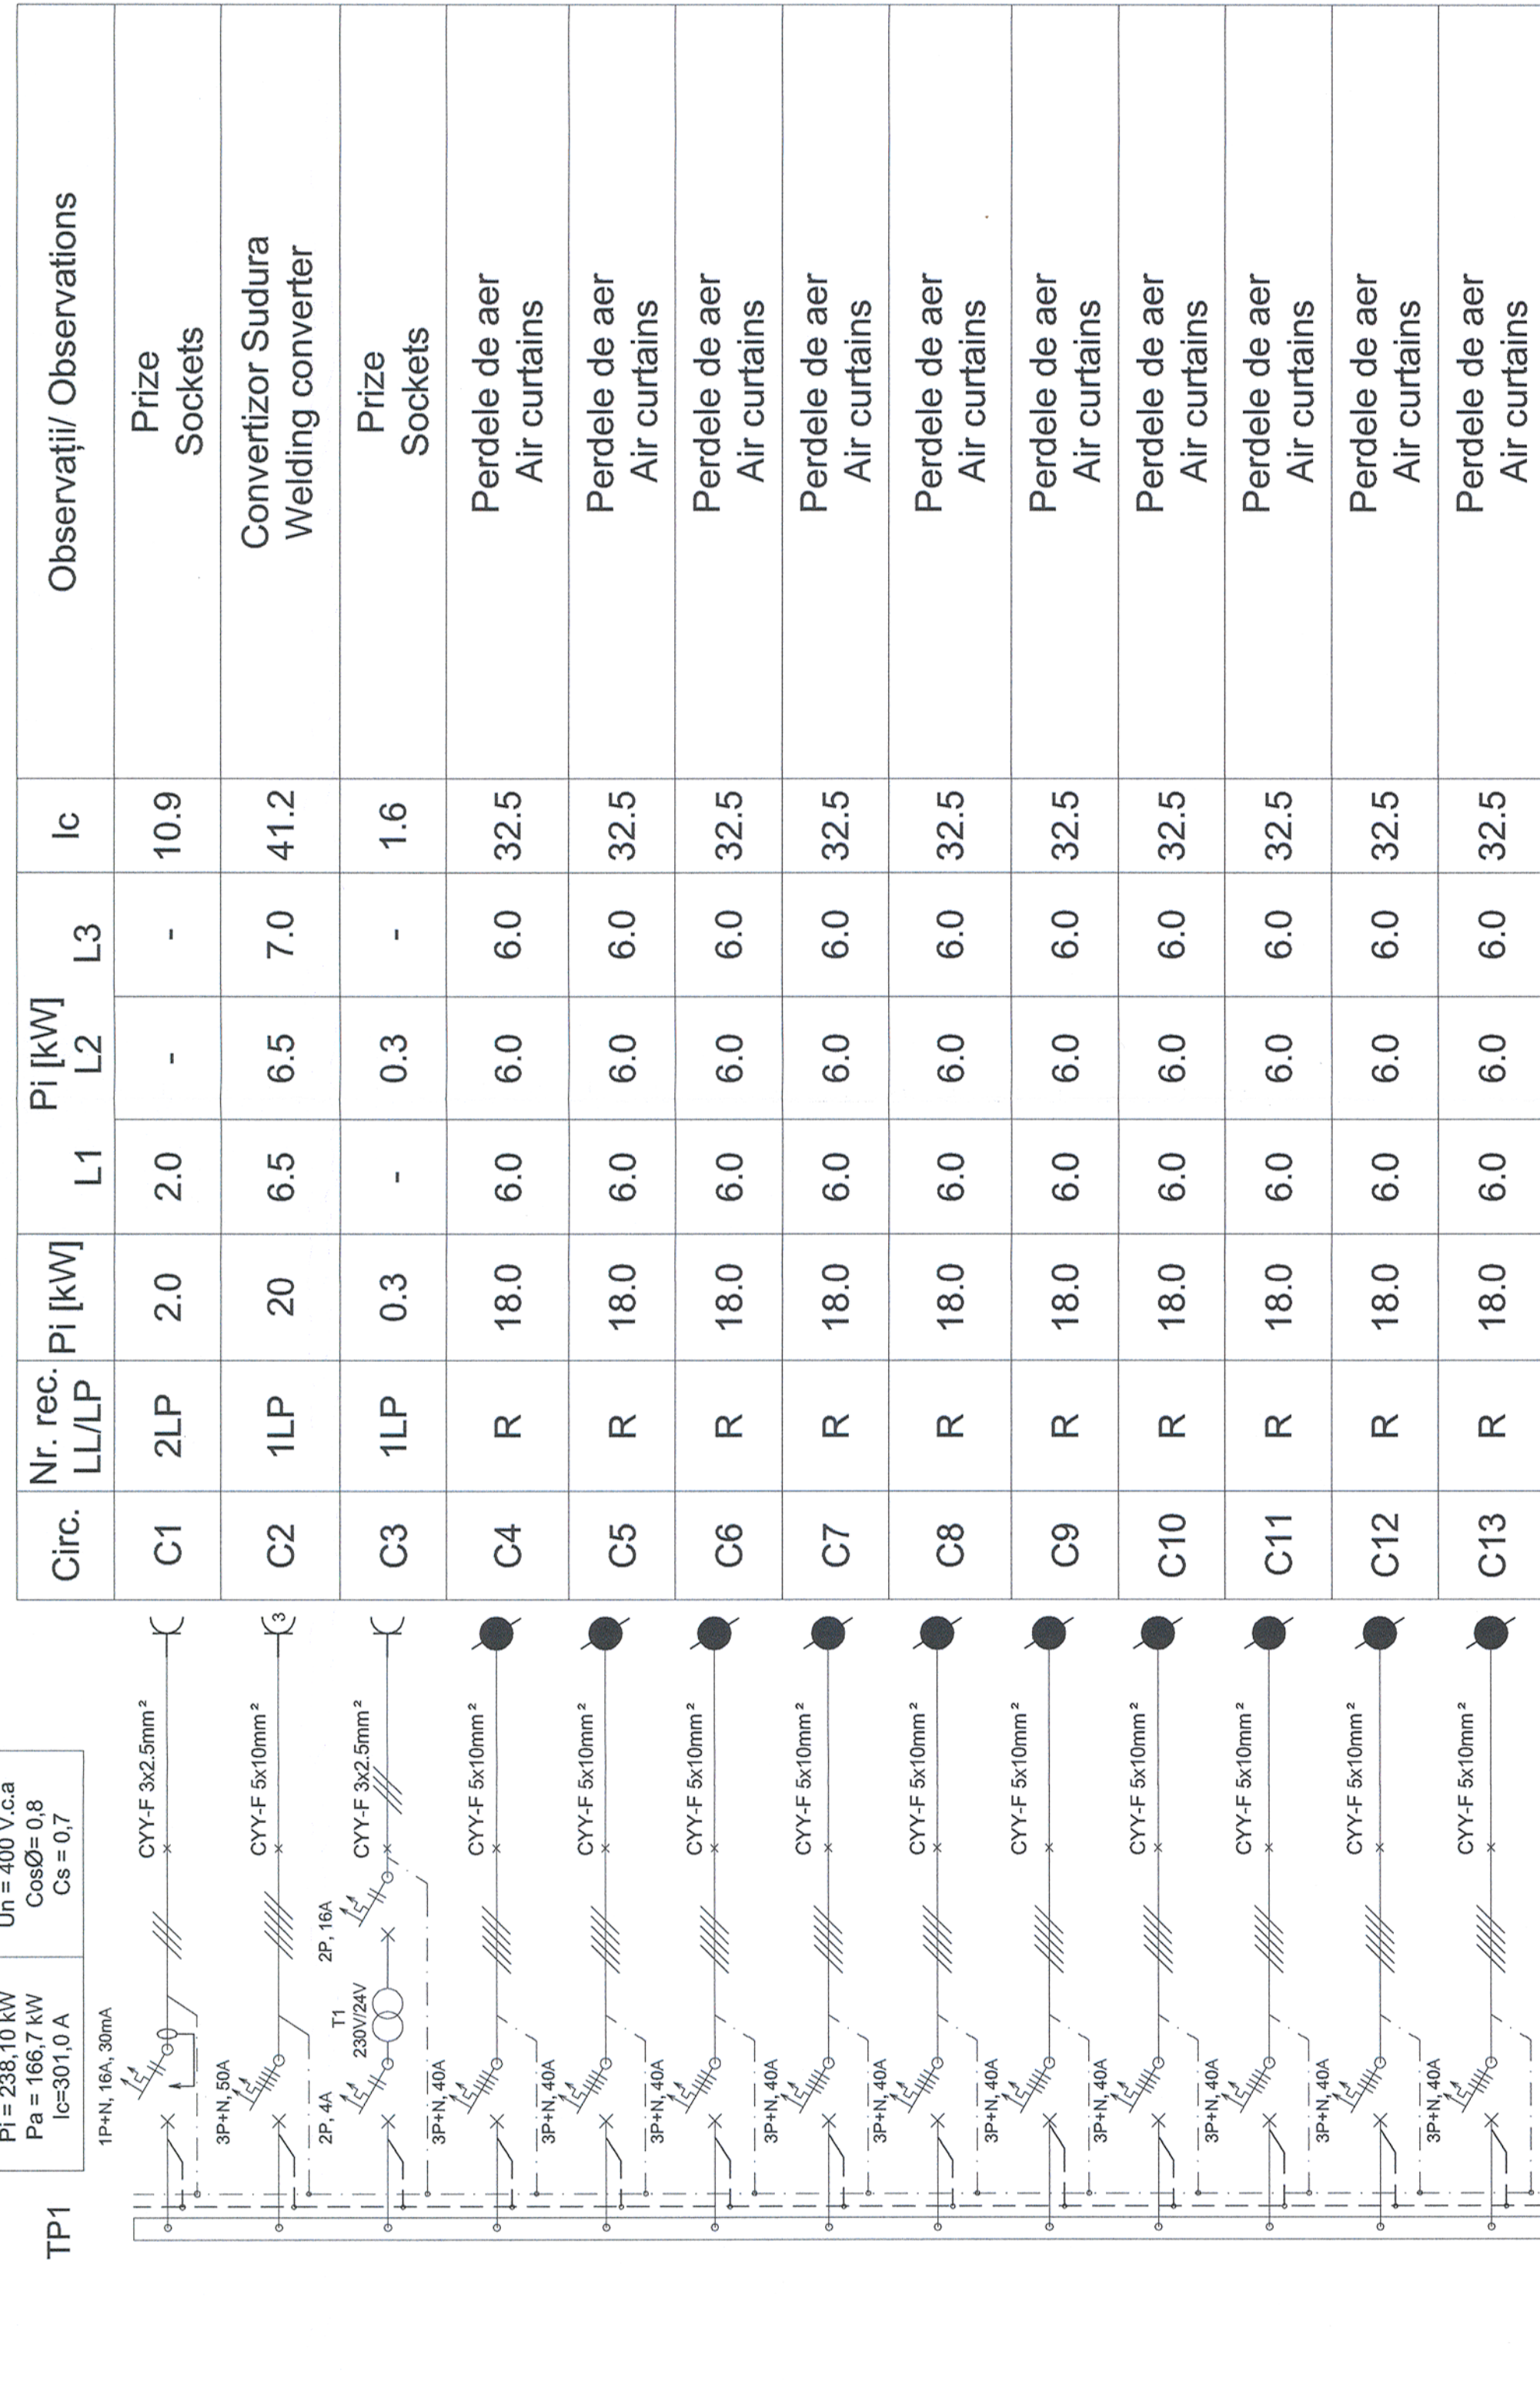 TP1
Pi = 238,10 kW
Pa = 166,7 kW
Ic=301,0 A
Un = 400 V.c.a
CosØ= 0,8
Cs = 0,7
Circ. Nr. rec. LL/LP Pi [kW] Pi [kW] L1 L2 L3 Ic Observații/ Observations
1P+N, 16A, 30mA CYY-F 3x2.5mm² C1 2LP 2.0 2.0 - - 10.9 Prize
Sockets
3P+N, 50A CYY-F 5x10mm² 3 C2 1LP 20 6.5 6.5 7.0 41.2 Convertizor Sudura
Welding converter
2P, 4A T1 230V/24V 2P, 16A CYY-F 3x2.5mm² C3 1LP 0.3 - 0.3 - 1.6 Prize
Sockets
3P+N, 40A CYY-F 5x10mm² C4 R 18.0 6.0 6.0 6.0 32.5 Perdele de aer
Air curtains
3P+N, 40A CYY-F 5x10mm² C5 R 18.0 6.0 6.0 6.0 32.5 Perdele de aer
Air curtains
3P+N, 40A CYY-F 5x10mm² C6 R 18.0 6.0 6.0 6.0 32.5 Perdele de aer
Air curtains
3P+N, 40A CYY-F 5x10mm² C7 R 18.0 6.0 6.0 6.0 32.5 Perdele de aer
Air curtains
3P+N, 40A CYY-F 5x10mm² C8 R 18.0 6.0 6.0 6.0 32.5 Perdele de aer
Air curtains
3P+N, 40A CYY-F 5x10mm² C9 R 18.0 6.0 6.0 6.0 32.5 Perdele de aer
Air curtains
3P+N, 40A CYY-F 5x10mm² C10 R 18.0 6.0 6.0 6.0 32.5 Perdele de aer
Air curtains
3P+N, 40A CYY-F 5x10mm² C11 R 18.0 6.0 6.0 6.0 32.5 Perdele de aer
Air curtains
3P+N, 40A CYY-F 5x10mm² C12 R 18.0 6.0 6.0 6.0 32.5 Perdele de aer
Air curtains
3P+N, 40A CYY-F 5x10mm² C13 R 18.0 6.0 6.0 6.0 32.5 Perdele de aer
Air curtains